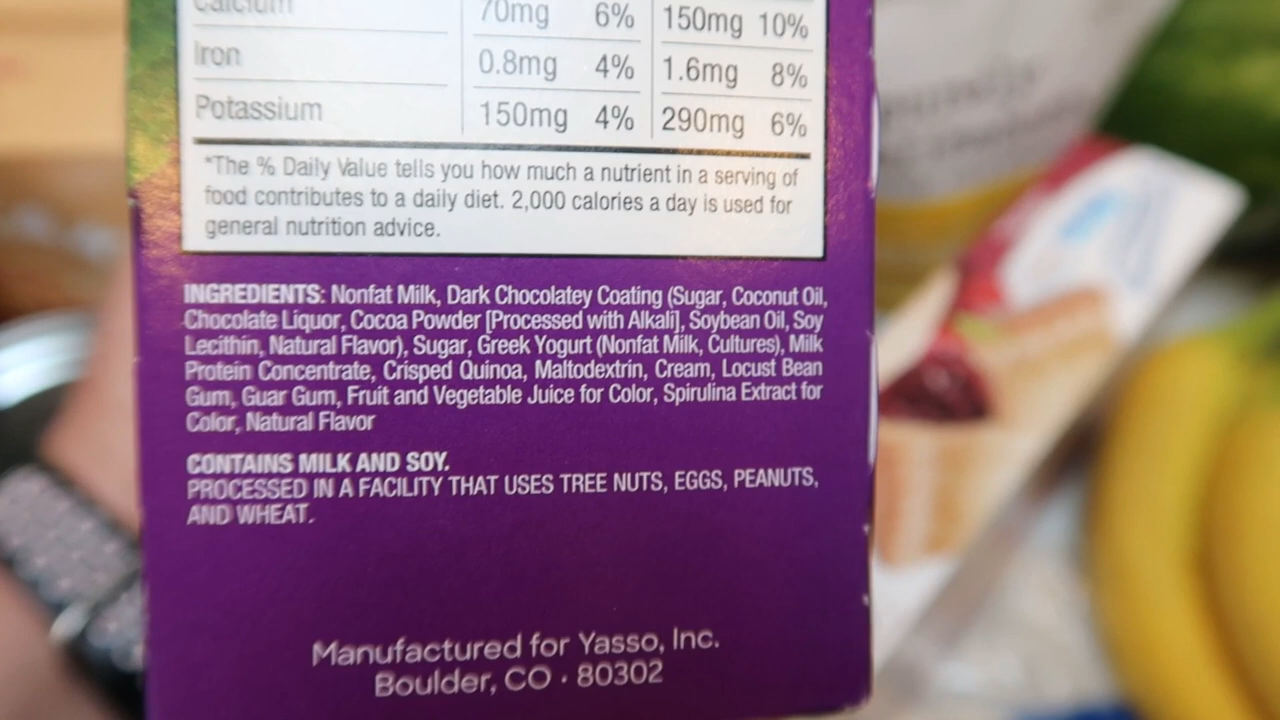 Calcium 70mg 6% 150mg 10%
Iron 0.8mg 4% 1.6mg 8%
Potassium 150mg 4% 290mg 6%
*The % Daily Value tells you how much a nutrient in a serving of
food contributes to a daily diet. 2,000 calories a day is used for
general nutrition advice.
INGREDIENTS: Nonfat Milk, Dark Chocolatey Coating (Sugar, Coconut Oil,
Chocolate Liquor, Cocoa Powder [Processed with Alkali], Soybean Oil, Soy
Lecithin, Natural Flavor), Sugar, Greek Yogurt (Nonfat Milk, Cultures), Milk
Protein Concentrate, Crisped Quinoa, Maltodextrin, Cream, Locust Bean
Gum, Guar Gum, Fruit and Vegetable Juice for Color, Spirulina Extract for
Color, Natural Flavor
CONTAINS MILK AND SOY.
PROCESSED IN A FACILITY THAT USES TREE NUTS, EGGS, PEANUTS,
AND WHEAT.
Manufactured for Yasso, Inc.
Boulder, CO · 80302